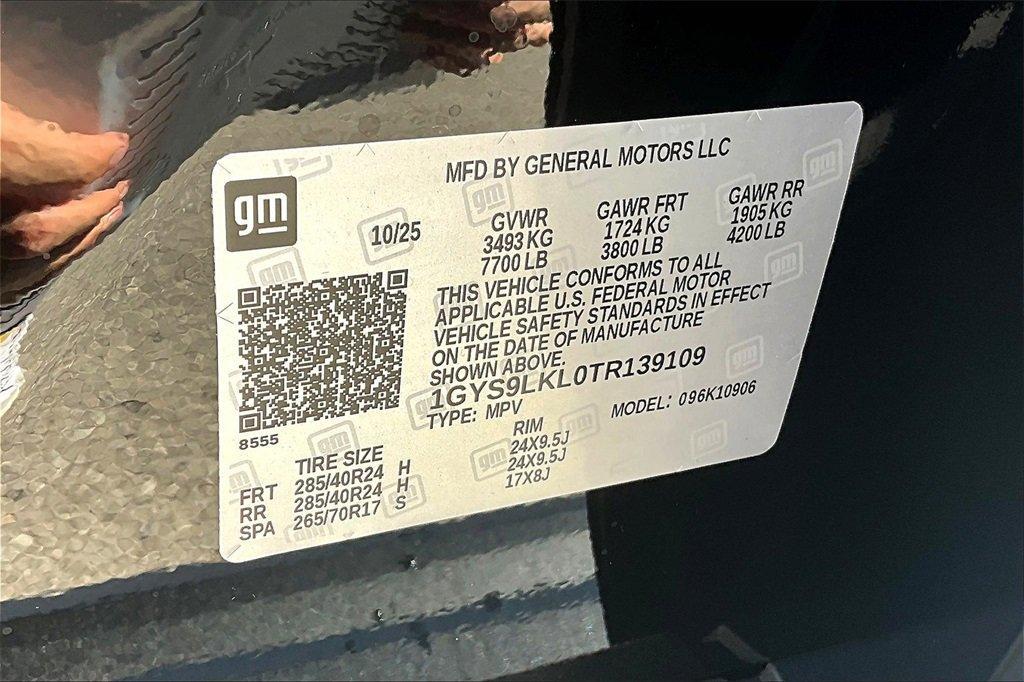 MFD BY GENERAL MOTORS LLC
gm
10/25
GVWR GAWR FRT GAWR RR
3493 KG 1724 KG 1905 KG
7700 LB 3800 LB 4200 LB
THIS VEHICLE CONFORMS TO ALL
APPLICABLE U.S. FEDERAL MOTOR
VEHICLE SAFETY STANDARDS IN EFFECT
ON THE DATE OF MANUFACTURE
SHOWN ABOVE.
1GYS9LKL0TR139109
TYPE: MPV MODEL: 096K10906
8555
TIRE SIZE RIM
FRT 285/40R24 H 24X9.5J
RR 285/40R24 H 24X9.5J
SPA 265/70R17 S 17X8J